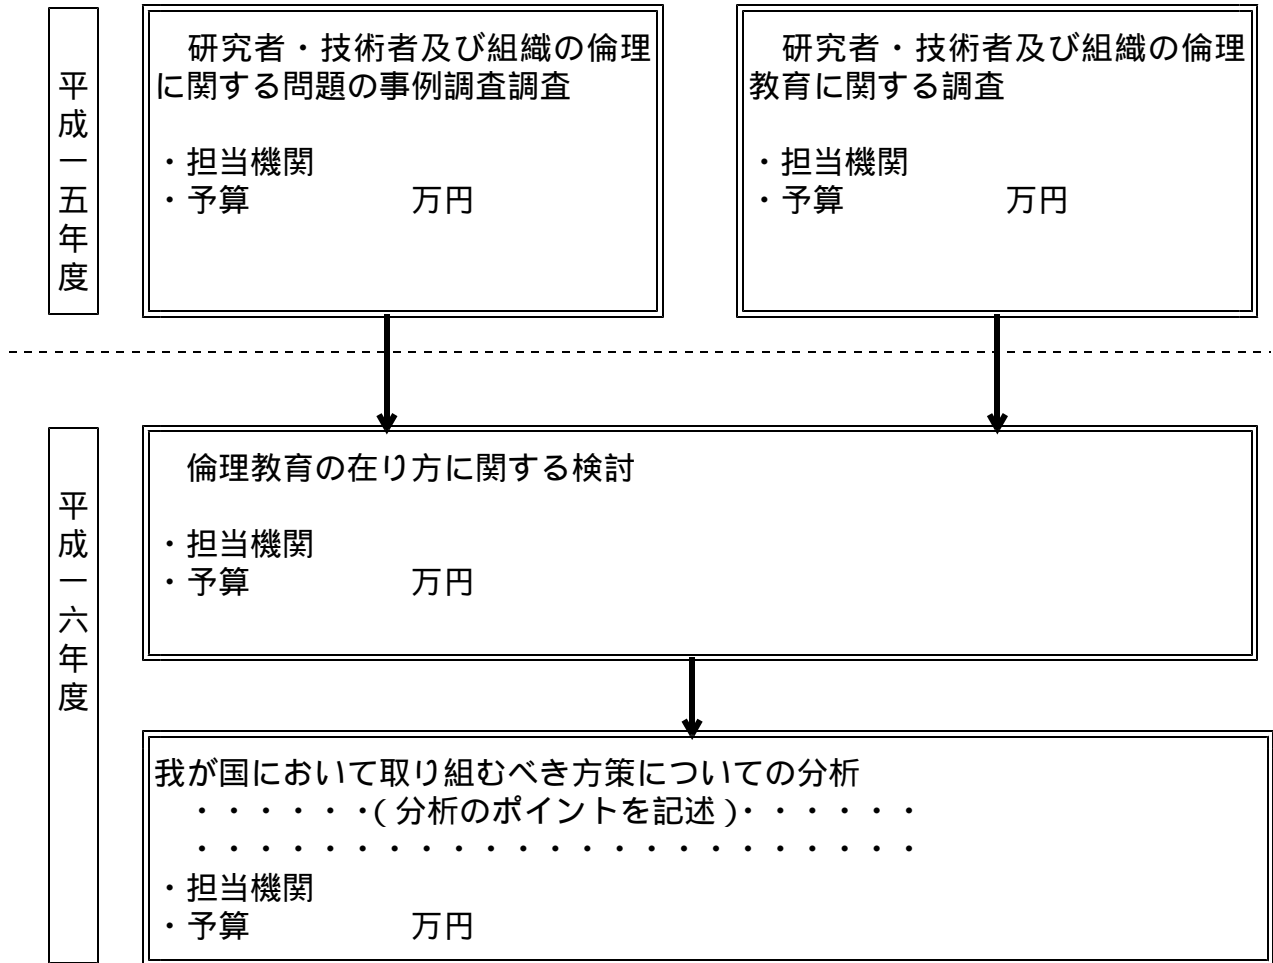 平成一五年度
研究者・技術者及び組織の倫理
に関する問題の事例調査調査
・担当機関
・予算　　　　　万円
研究者・技術者及び組織の倫理
教育に関する調査
・担当機関
・予算　　　　　万円
平成一六年度
倫理教育の在り方に関する検討
・担当機関
・予算　　　　　万円
我が国において取り組むべき方策についての分析
・・・・・・(分析のポイントを記述)・・・・・・
・・・・・・・・・・・・・・・・・・・・・・・
・担当機関
・予算　　　　　万円